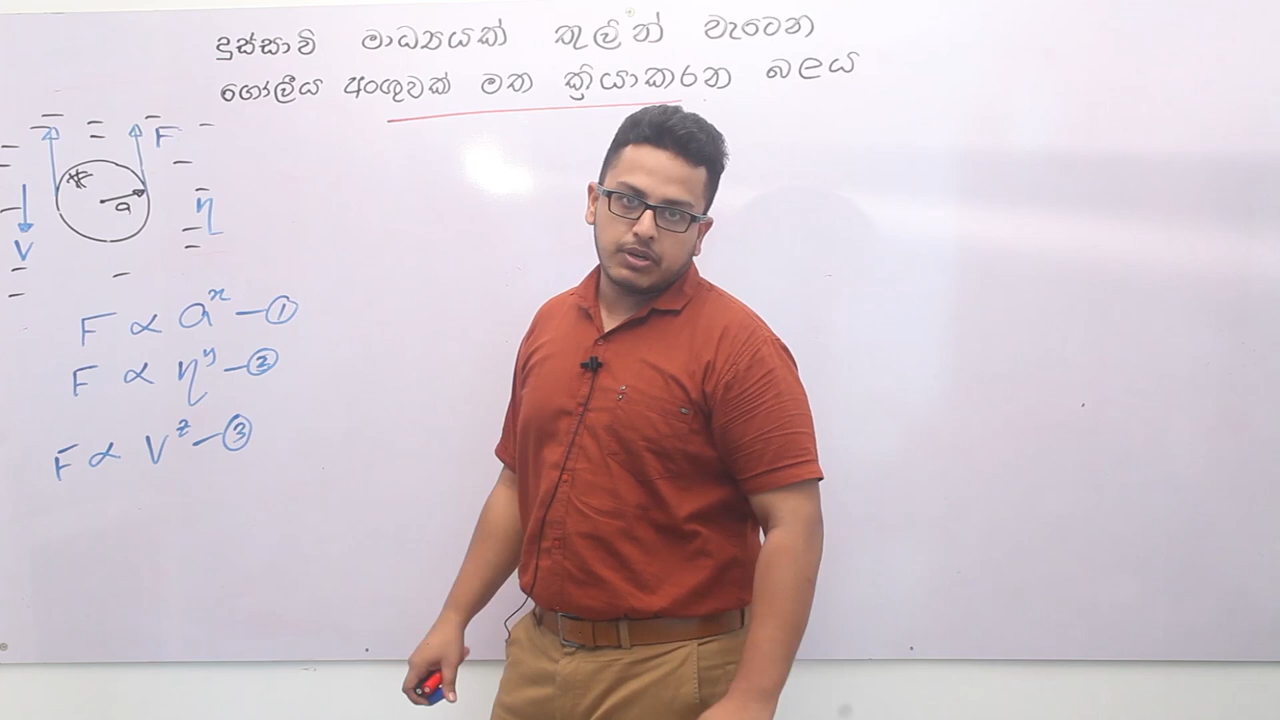 දුස්සාවි මාධ්‍යයක් තුලින් වැටෙන
ගෝලීය අංශුවක් මත ක්‍රියාකරන බලය
F
a
η
V
F ∝ a^x — ①
F ∝ η^y — ②
F ∝ V^z — ③